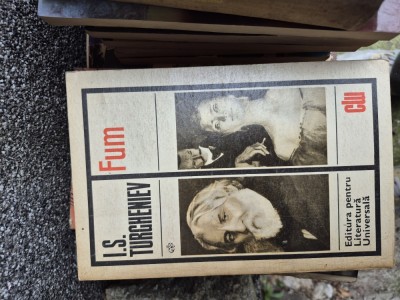 I.S.
TURGHENIEV
Fum
Editura pentru
Literatură
Universală
clu